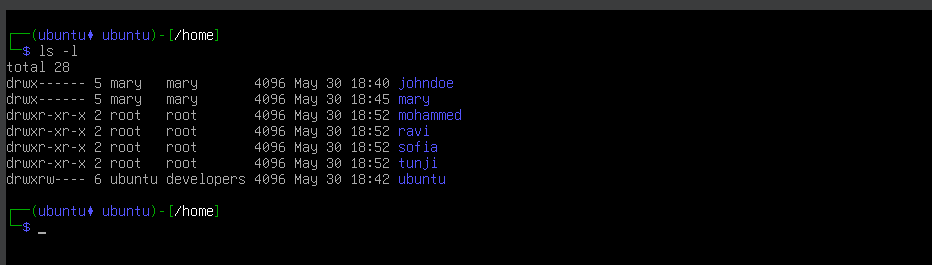 ┌──(ubuntu♦ ubuntu)-[/home]
└─$ ls -l
total 28
drwx------ 5 mary   mary       4096 May 30 18:40 johndoe
drwx------ 5 mary   mary       4096 May 30 18:45 mary
drwxr-xr-x 2 root   root       4096 May 30 18:52 mohammed
drwxr-xr-x 2 root   root       4096 May 30 18:52 ravi
drwxr-xr-x 2 root   root       4096 May 30 18:52 sofia
drwxr-xr-x 2 root   root       4096 May 30 18:52 tunji
drwxrw---- 6 ubuntu developers 4096 May 30 18:42 ubuntu
┌──(ubuntu♦ ubuntu)-[/home]
└─$ _